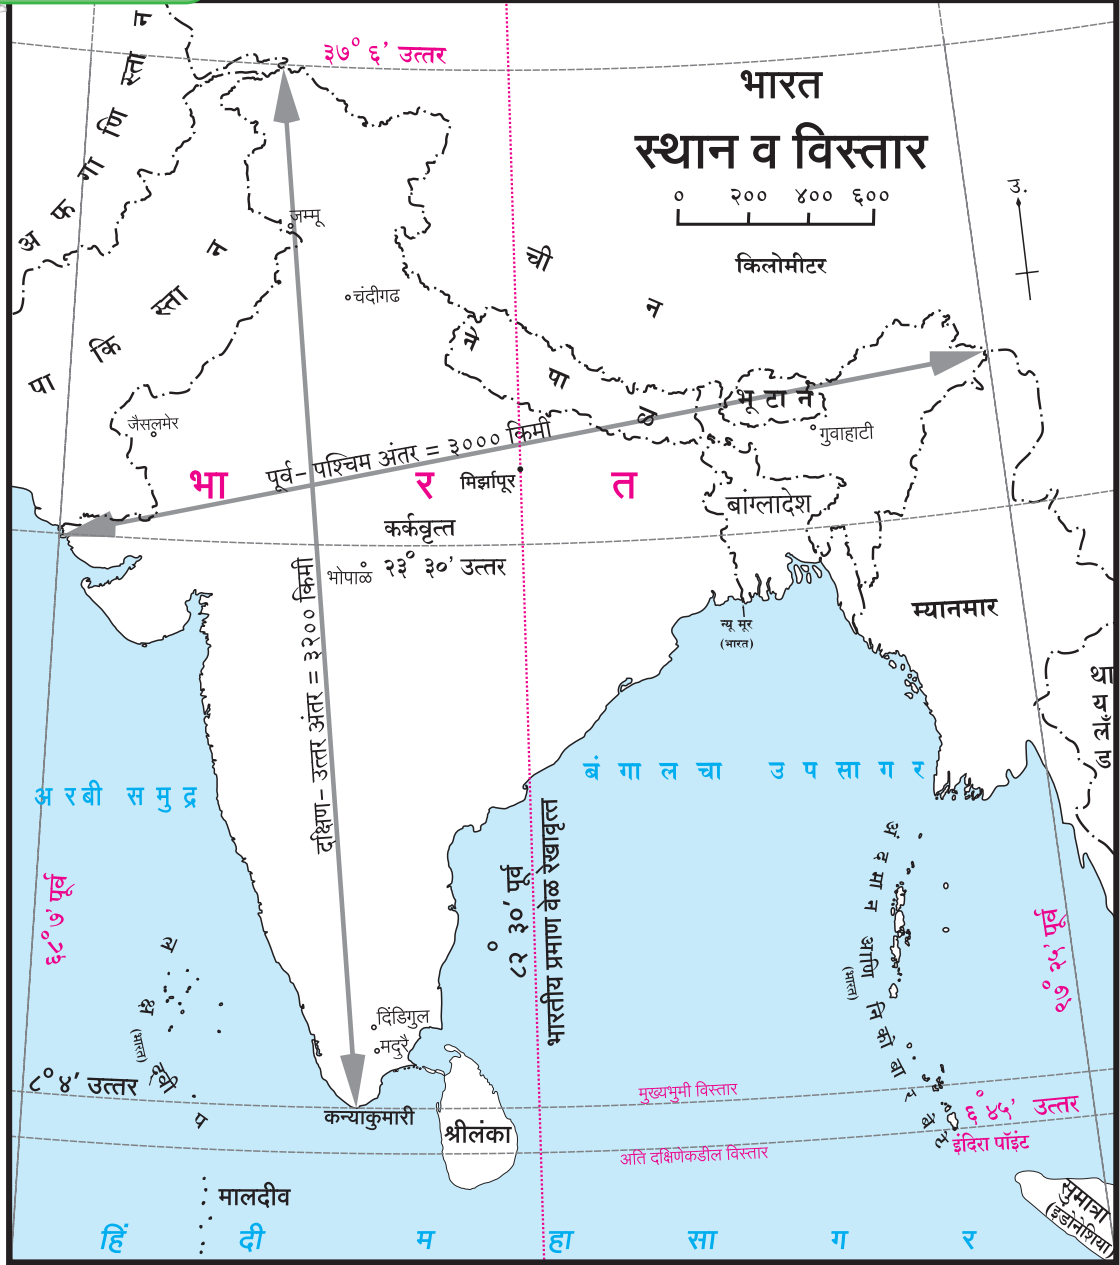 ३७° ६' उत्तर
भारत
स्थान व विस्तार
० २०० ४०० ६००
किलोमीटर
उ.
अफगाणिस्तान
पाकिस्तान
चीन
नेपाळ
भूटान
जम्मू
चंदीगढ
जैसलमेर
गुवाहाटी
पूर्व-पश्चिम अंतर = ३००० किमी
भारत
मिर्झापूर
बांग्लादेश
कर्कवृत्त
२३° ३०' उत्तर
भोपाळ
दक्षिण-उत्तर अंतर = ३२०० किमी
न्यू मूर
(भारत)
म्यानमार
थायलँड
अरबी समुद्र
बंगालचा उपसागर
६८° ७' पूर्व
८२° ३०' पूर्व
भारतीय प्रमाण वेळ रेखावृत्त
९७° २५' पूर्व
अंदमान आणि निकोबार बेटे
(भारत)
लक्षद्वीप
(भारत)
दिंडिगुल
मदुरै
८° ४' उत्तर
कन्याकुमारी
श्रीलंका
मुख्यभुमी विस्तार
६° ४५' उत्तर
इंदिरा पॉइंट
अति दक्षिणेकडील विस्तार
मालदीव
सुमात्रा
(इंडोनेशिया)
हिंदी महासागर